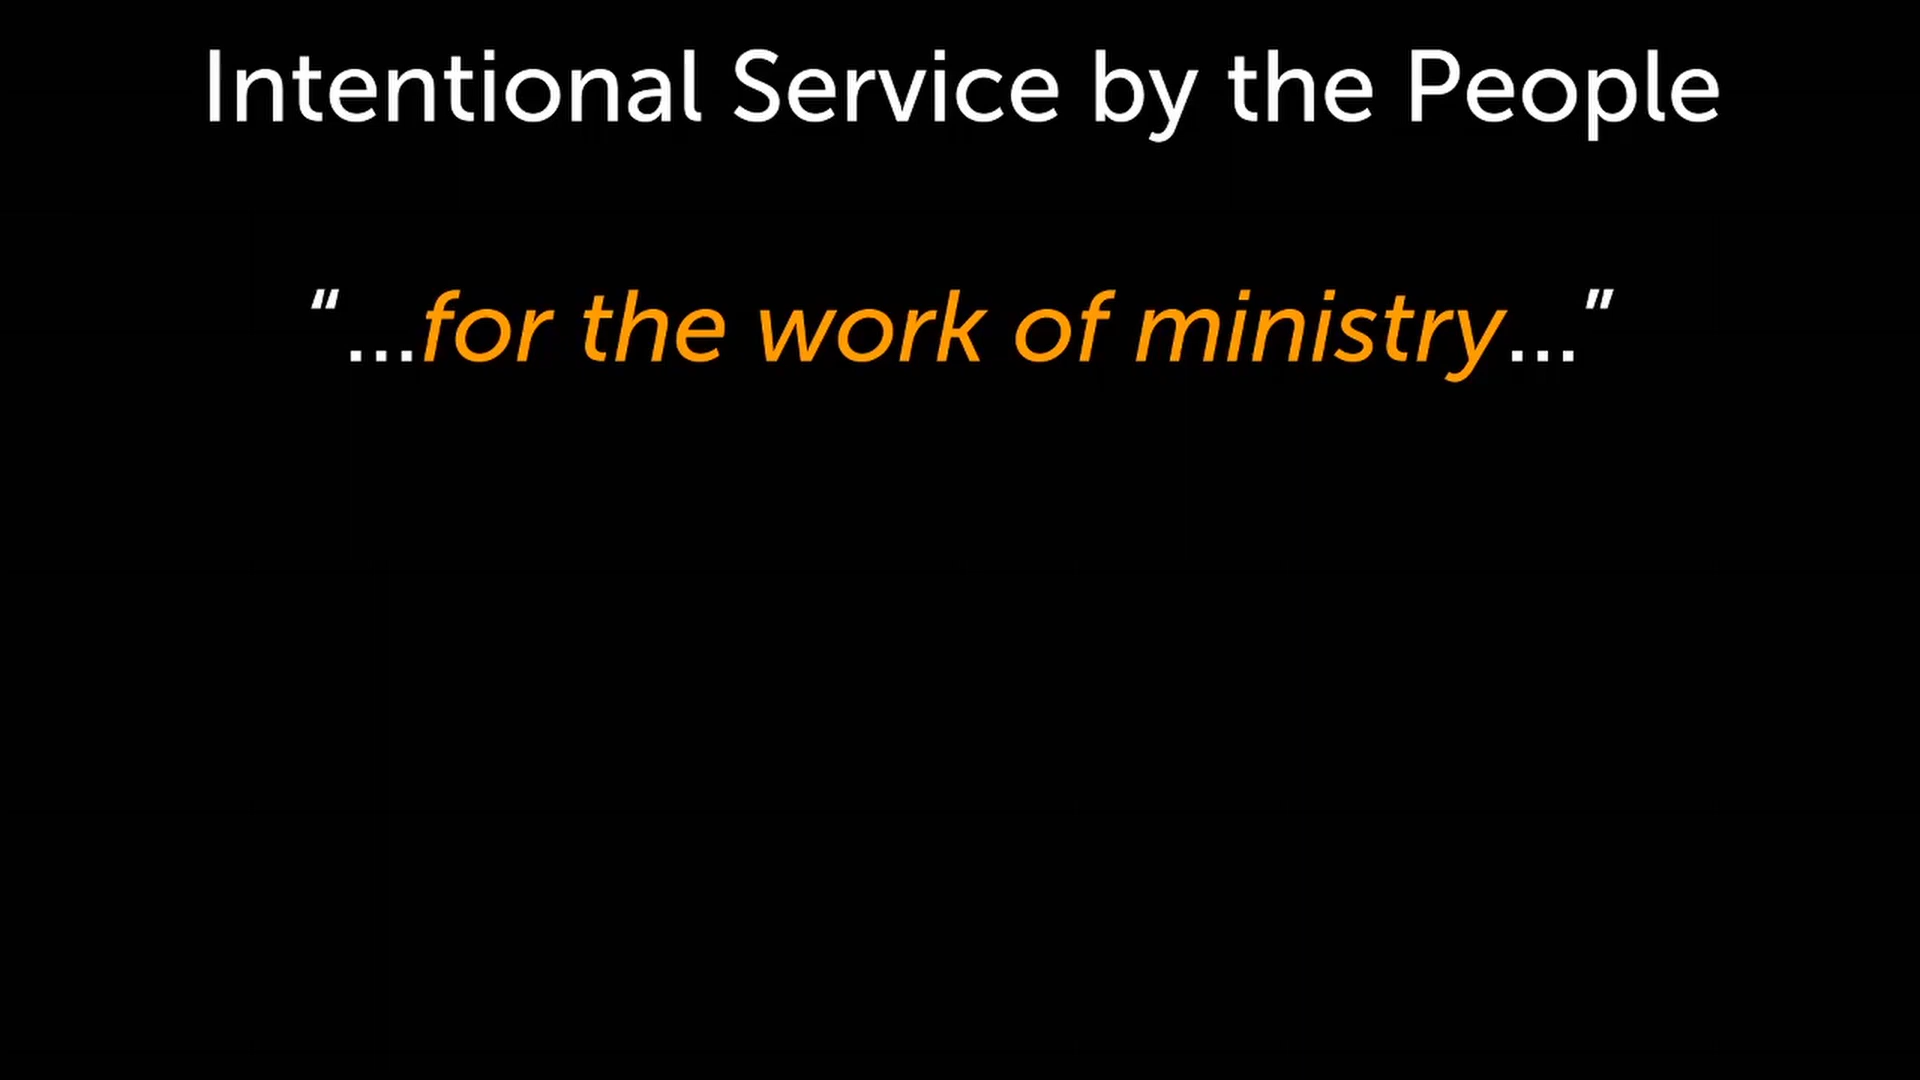 Intentional Service by the People
“...for the work of ministry...”